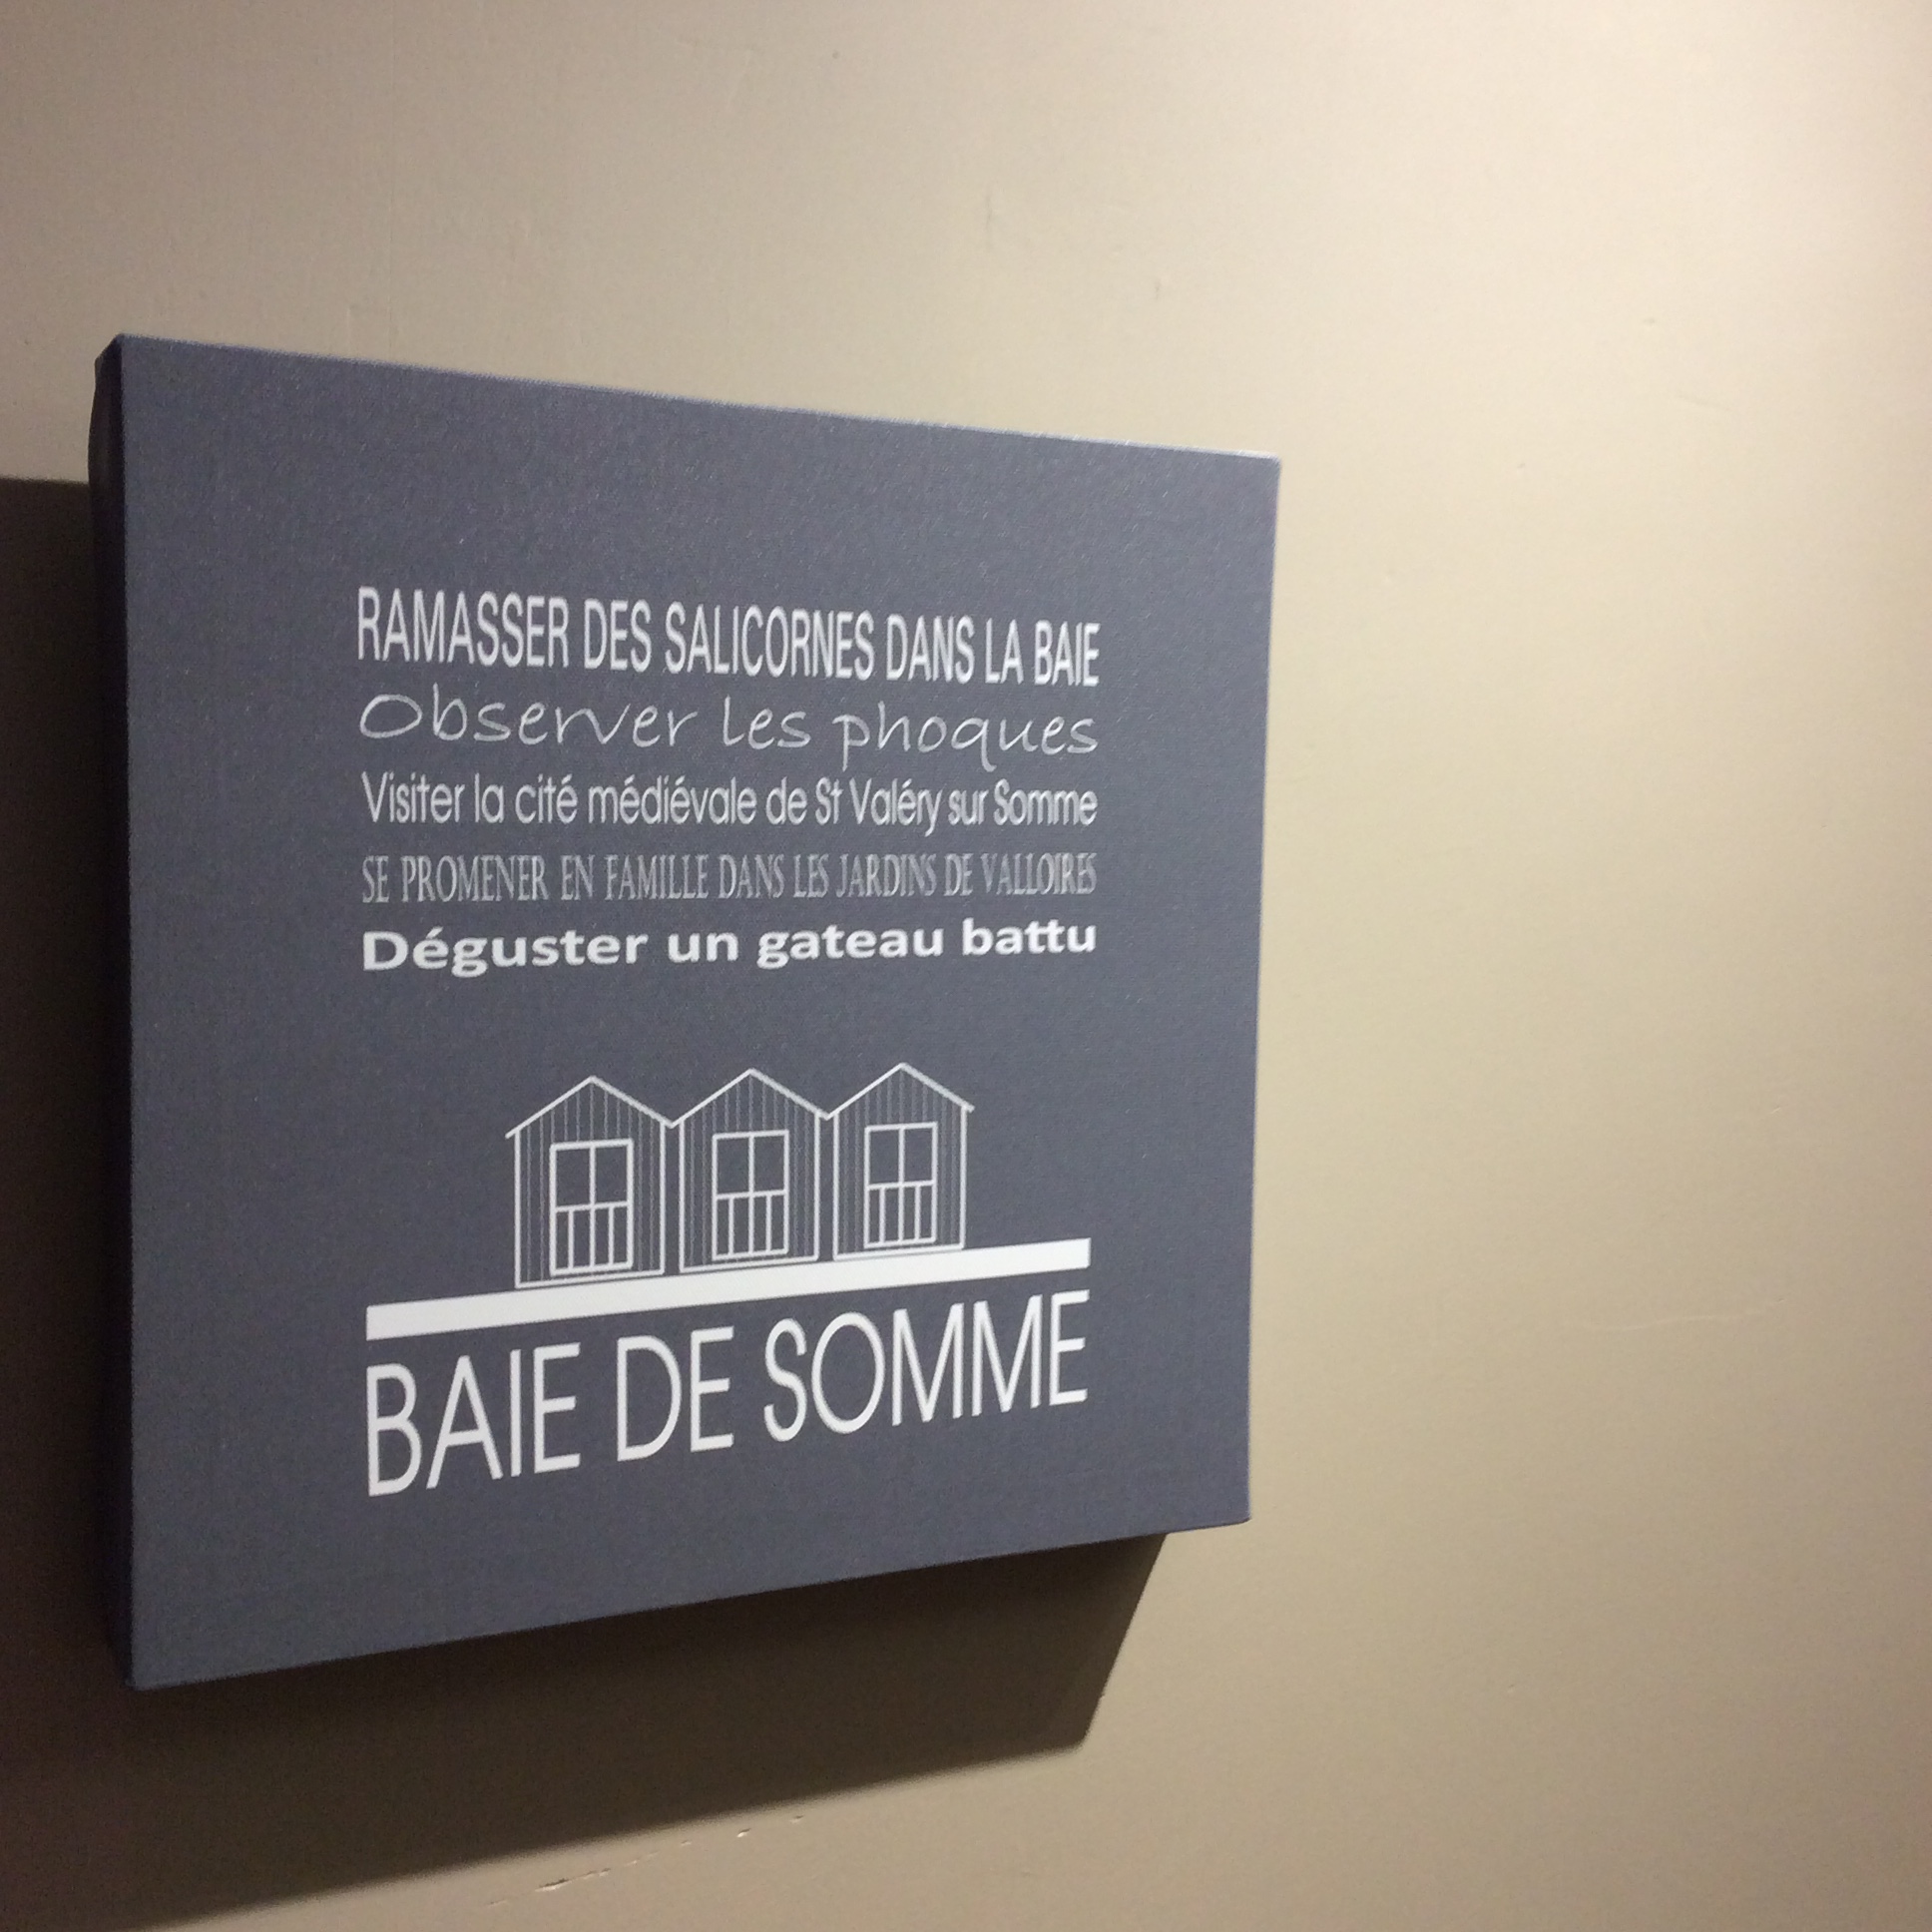 RAMASSER DES SALICORNES DANS LA BAIE
Observer les phoques
Visiter la cité médiévale de St Valéry sur Somme
SE PROMENER EN FAMILLE DANS LES JARDINS DE VALLOIRES
Déguster un gateau battu
BAIE DE SOMME